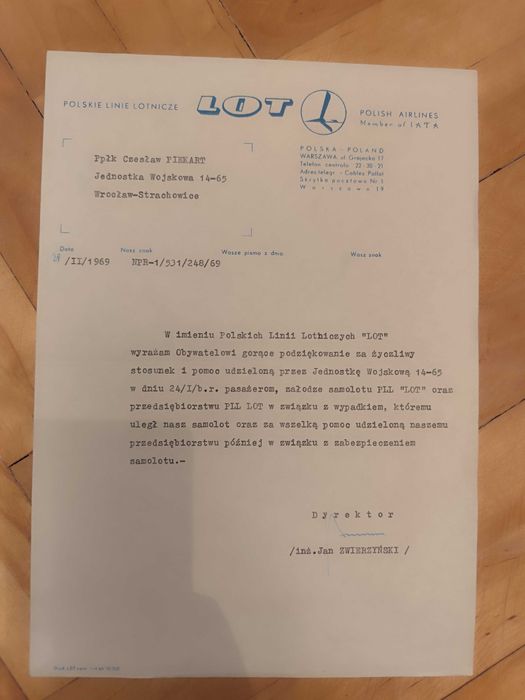 POLSKIE LINIE LOTNICZE LOT POLISH AIRLINES
Member of IATA
POLSKA - POLAND
WARSZAWA, ul. Grójecka 17
Telefon centrala: 22-30-21
Adres telegr. - Cables Pollot
Skrytka pocztowa Nr 1
Warszawa 19
Ppłk Czesław PIEKART
Jednostka Wojskowa 14-65
Wrocław-Strachowice
Data Nasz znak Wasze pismo z dnia Wasz znak
/II/1969 NPR-1/531/248/69
W imieniu Polskich Linii Lotniczych "LOT"
wyrażam Obywatelowi gorące podziękowanie za życzliwy
stosunek i pomoc udzieloną przez Jednostkę Wojskową 14-65
w dniu 24/I/b.r. pasażerom, załodze samolotu PLL "LOT" oraz
przedsiębiorstwu PLL LOT w związku z wypadkiem, któremu
uległ nasz samolot oraz za wszelką pomoc udzieloną naszemu
przedsiębiorstwu później w związku z zabezpieczeniem
samolotu.-
Dyrektor
/inż.Jan ZWIERZYŃSKI /